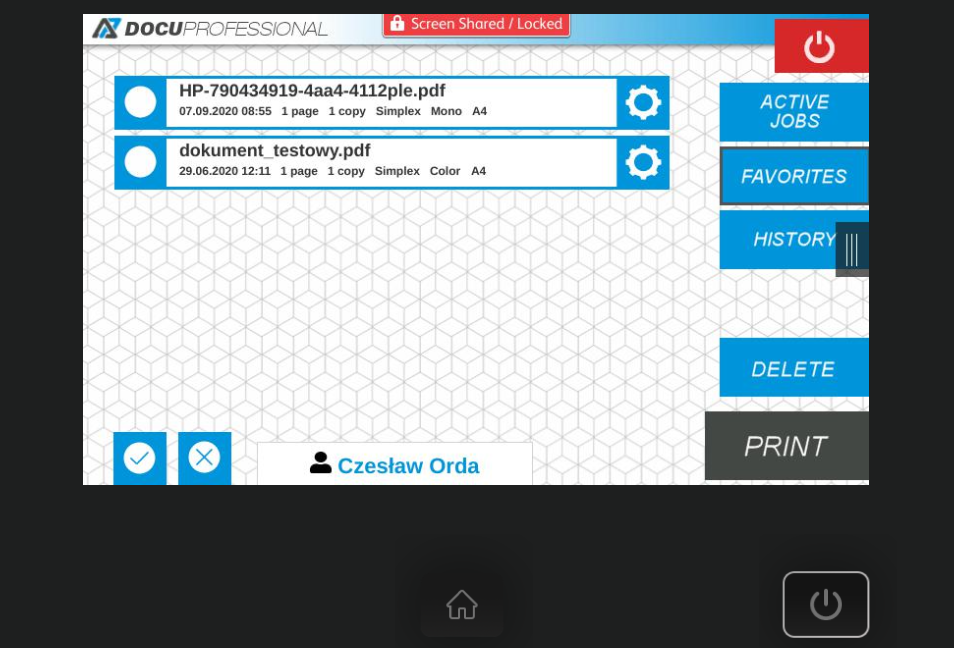 DOCUPROFESSIONAL
Screen Shared / Locked
HP-790434919-4aa4-4112ple.pdf
07.09.2020 08:55 1 page 1 copy Simplex Mono A4
dokument_testowy.pdf
29.06.2020 12:11 1 page 1 copy Simplex Color A4
ACTIVE
JOBS
FAVORITES
HISTORY
DELETE
PRINT
Czesław Orda